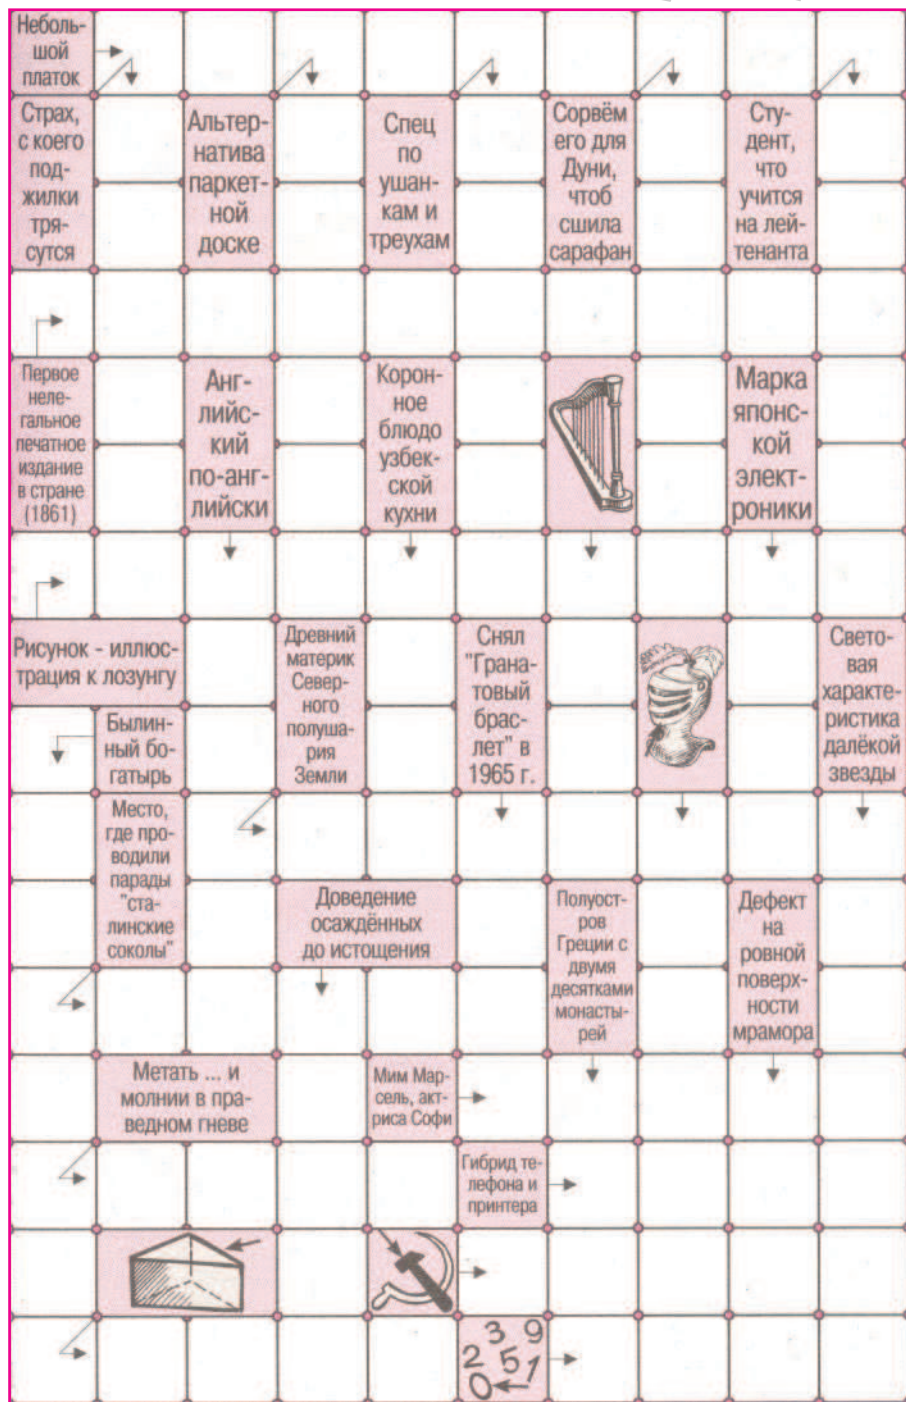 Неболь-
шой
платок
Страх,
с коего
под-
жилки
тря-
сутся
Альтер-
натива
паркет-
ной
доске
Спец
по
ушан-
кам и
треухам
Сорвём
его для
Дуни,
чтоб
сшила
сарафан
Сту-
дент,
что
учится
на лей-
тенанта
Первое
неле-
гальное
печатное
издание
в стране
(1861)
Анг-
лийс-
кий
по-анг-
лийски
Корон-
ное
блюдо
узбек-
ской
кухни
Марка
японс-
кой
элект-
роники
Рисунок - иллюс-
трация к лозунгу
Былин-
ный бо-
гатырь
Древний
материк
Север-
ного
полуша-
рия
Земли
Снял
"Грана-
товый
брас-
лет" в
1965 г.
Свето-
вая
характе-
ристика
далёкой
звезды
Место,
где про-
водили
парады
"ста-
линские
соколы"
Доведение
осаждённых
до истощения
Полуост-
ров
Греции с
двумя
десятками
монасты-
рей
Дефект
на
ровной
поверх-
ности
мрамора
Метать ... и
молнии в пра-
ведном гневе
Мим Мар-
сель, акт-
риса Софи
Гибрид те-
лефона и
принтера
3 9
2 5 1
0